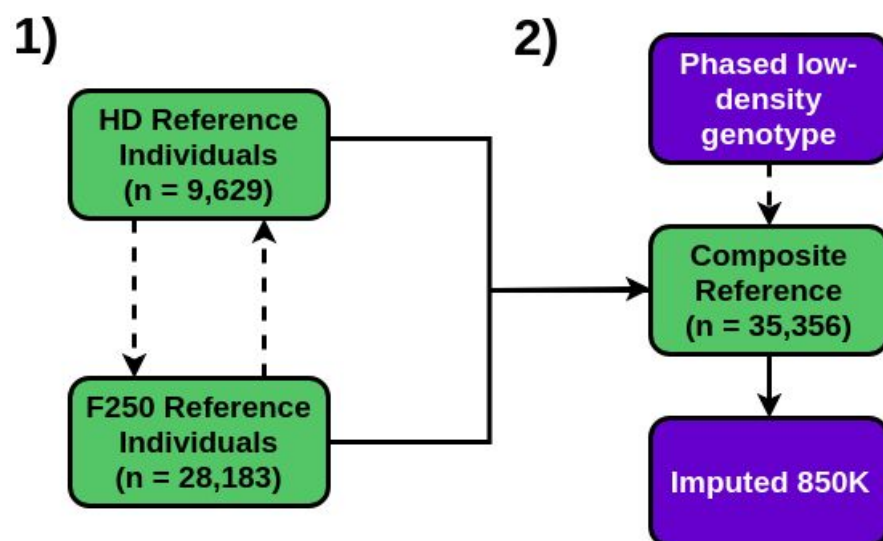 1)
HD Reference
Individuals
(n = 9,629)
F250 Reference
Individuals
(n = 28,183)
2)
Phased low-
density
genotype
Composite
Reference
(n = 35,356)
Imputed 850K